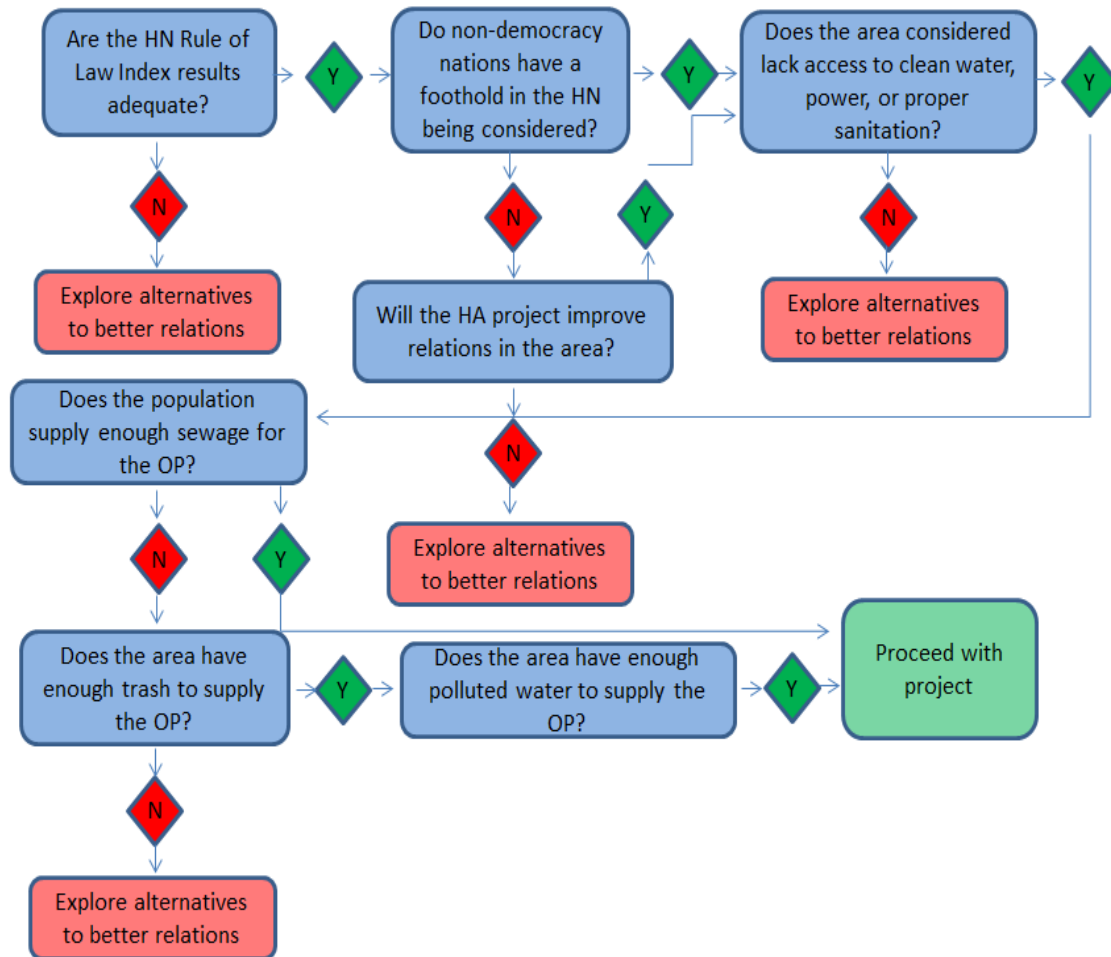 Are the HN Rule of
Law Index results
adequate?
Y
Do non-democracy
nations have a
foothold in the HN
being considered?
Y
Does the area considered
lack access to clean water,
power, or proper
sanitation?
Y
N
N
Y
N
Explore alternatives
to better relations
Will the HA project improve
relations in the area?
Explore alternatives
to better relations
Does the population
supply enough sewage for
the OP?
N
N
Y
Explore alternatives
to better relations
Does the area have
enough trash to supply
the OP?
Y
Does the area have enough
polluted water to supply the
OP?
Y
Proceed with
project
N
Explore alternatives
to better relations